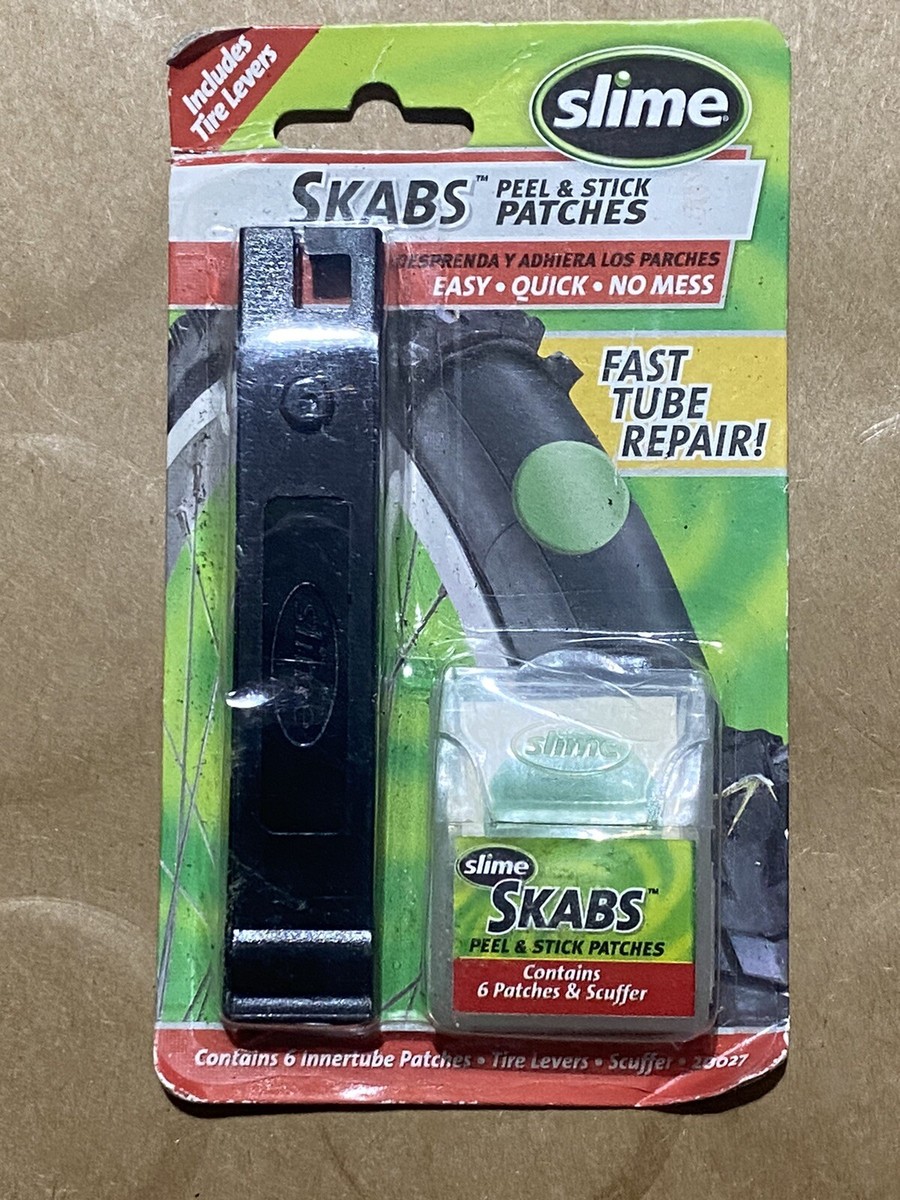 Includes
Tire Levers
slime
SKABS™ PEEL & STICK
PATCHES
DESPRENDA Y ADHIERA LOS PARCHES
EASY • QUICK • NO MESS
FAST
TUBE
REPAIR!
slime
slime
slime
SKABS™
PEEL & STICK PATCHES
Contains
6 Patches & Scuffer
Contains 6 Innertube Patches • Tire Levers • Scuffer • 20027